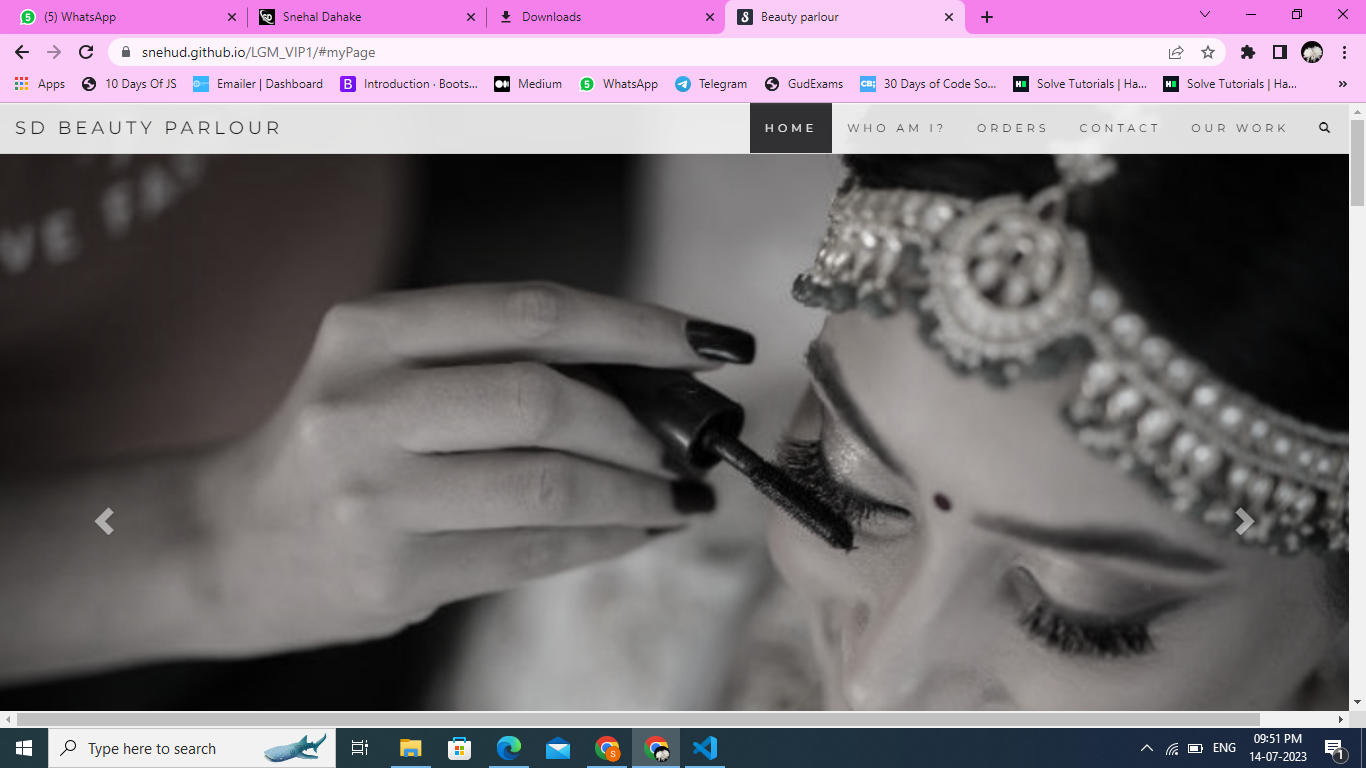 (5) WhatsApp
Snehal Dahake
Downloads
Beauty parlour
snehud.github.io/LGM_VIP1/#myPage
Apps
10 Days Of JS
Emailer | Dashboard
Introduction · Boots...
Medium
WhatsApp
Telegram
GudExams
30 Days of Code So...
Solve Tutorials | Ha...
Solve Tutorials | Ha...
SD BEAUTY PARLOUR
HOME
WHO AM I?
ORDERS
CONTACT
OUR WORK
VE
Type here to search
ENG
09:51 PM
14-07-2023
1